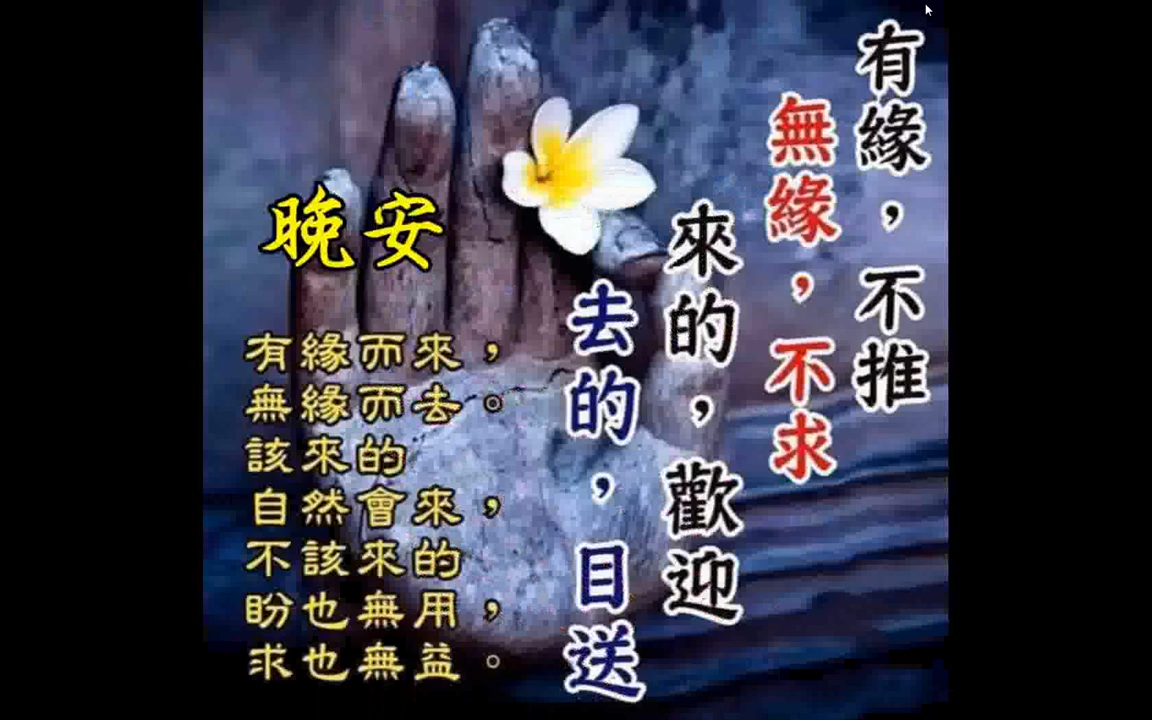 有緣，不推
無緣，不求
來的，歡迎
去的，目送
晚安
有緣而來，
無緣而去。
該來的
自然會來，
不該來的
盼也無用，
求也無益。